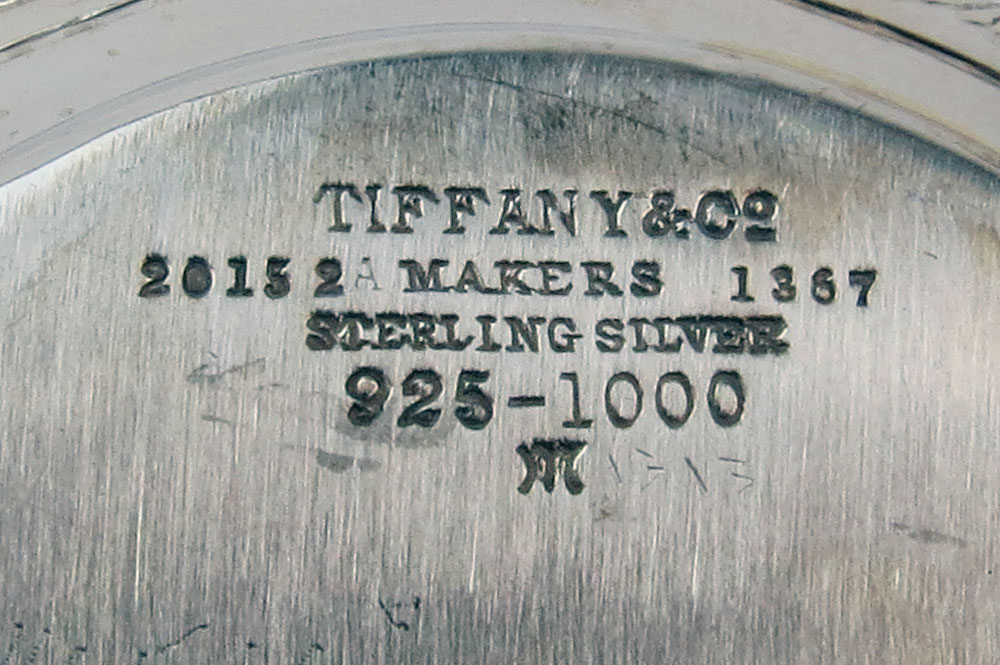 TIFFANY & Cº
20152A MAKERS 1367
STERLING SILVER
925-1000
M